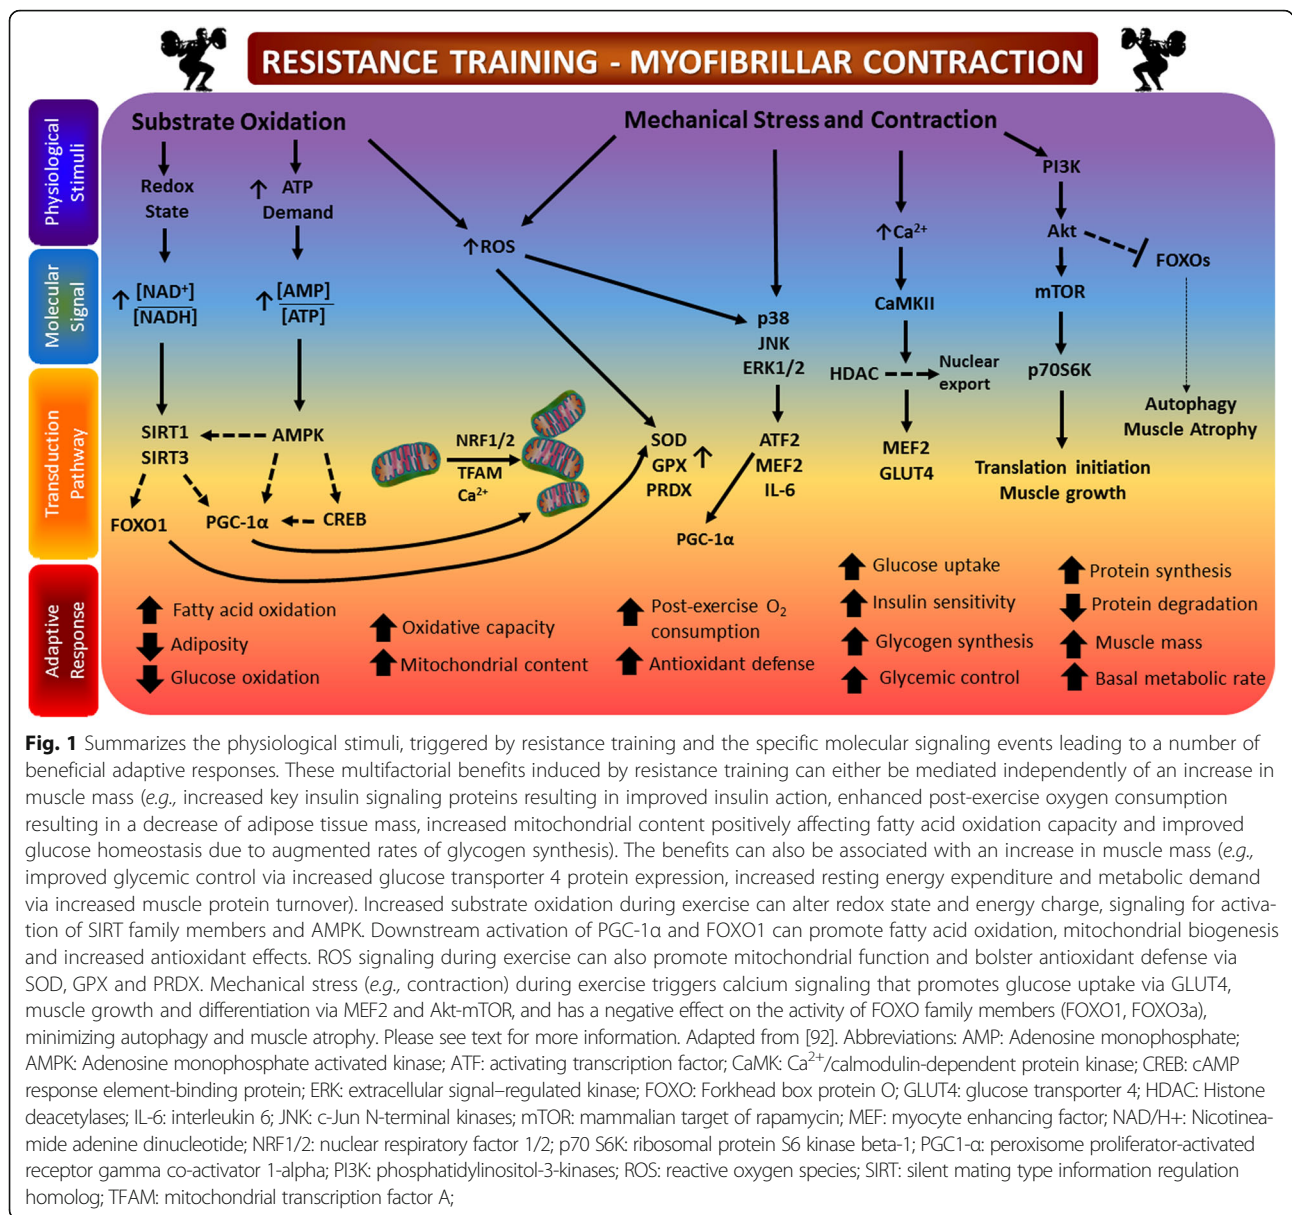 RESISTANCE TRAINING - MYOFIBRILLAR CONTRACTION
Physiological
Stimuli
Molecular
Signal
Transduction
Pathway
Adaptive
Response
Substrate Oxidation
Mechanical Stress and Contraction
Redox
State
↑ ATP
Demand
↑ROS
↑Ca²⁺
PI3K
Akt
FOXOs
↑ [NAD⁺]
[NADH]
↑ [AMP]
[ATP]
p38
JNK
ERK1/2
CaMKII
HDAC
Nuclear
export
mTOR
p70S6K
Autophagy
Muscle Atrophy
SIRT1
SIRT3
AMPK
FOXO1
PGC-1α
CREB
NRF1/2
TFAM
Ca²⁺
SOD
GPX ↑
PRDX
ATF2
MEF2
IL-6
PGC-1α
MEF2
GLUT4
Translation initiation
Muscle growth
Fatty acid oxidation
Adiposity
Glucose oxidation
Oxidative capacity
Mitochondrial content
Post-exercise O₂
consumption
Antioxidant defense
Glucose uptake
Insulin sensitivity
Glycogen synthesis
Glycemic control
Protein synthesis
Protein degradation
Muscle mass
Basal metabolic rate
Fig. 1 Summarizes the physiological stimuli, triggered by resistance training and the specific molecular signaling events leading to a number of
beneficial adaptive responses. These multifactorial benefits induced by resistance training can either be mediated independently of an increase in
muscle mass (e.g., increased key insulin signaling proteins resulting in improved insulin action, enhanced post-exercise oxygen consumption
resulting in a decrease of adipose tissue mass, increased mitochondrial content positively affecting fatty acid oxidation capacity and improved
glucose homeostasis due to augmented rates of glycogen synthesis). The benefits can also be associated with an increase in muscle mass (e.g.,
improved glycemic control via increased glucose transporter 4 protein expression, increased resting energy expenditure and metabolic demand
via increased muscle protein turnover). Increased substrate oxidation during exercise can alter redox state and energy charge, signaling for activa-
tion of SIRT family members and AMPK. Downstream activation of PGC-1α and FOXO1 can promote fatty acid oxidation, mitochondrial biogenesis
and increased antioxidant effects. ROS signaling during exercise can also promote mitochondrial function and bolster antioxidant defense via
SOD, GPX and PRDX. Mechanical stress (e.g., contraction) during exercise triggers calcium signaling that promotes glucose uptake via GLUT4,
muscle growth and differentiation via MEF2 and Akt-mTOR, and has a negative effect on the activity of FOXO family members (FOXO1, FOXO3a),
minimizing autophagy and muscle atrophy. Please see text for more information. Adapted from [92]. Abbreviations: AMP: Adenosine monophosphate;
AMPK: Adenosine monophosphate activated kinase; ATF: activating transcription factor; CaMK: Ca²⁺/calmodulin-dependent protein kinase; CREB: cAMP
response element-binding protein; ERK: extracellular signal–regulated kinase; FOXO: Forkhead box protein O; GLUT4: glucose transporter 4; HDAC: Histone
deacetylases; IL-6: interleukin 6; JNK: c-Jun N-terminal kinases; mTOR: mammalian target of rapamycin; MEF: myocyte enhancing factor; NAD/H+: Nicotinea-
mide adenine dinucleotide; NRF1/2: nuclear respiratory factor 1/2; p70 S6K: ribosomal protein S6 kinase beta-1; PGC1-α: peroxisome proliferator-activated
receptor gamma co-activator 1-alpha; PI3K: phosphatidylinositol-3-kinases; ROS: reactive oxygen species; SIRT: silent mating type information regulation
homolog; TFAM: mitochondrial transcription factor A;